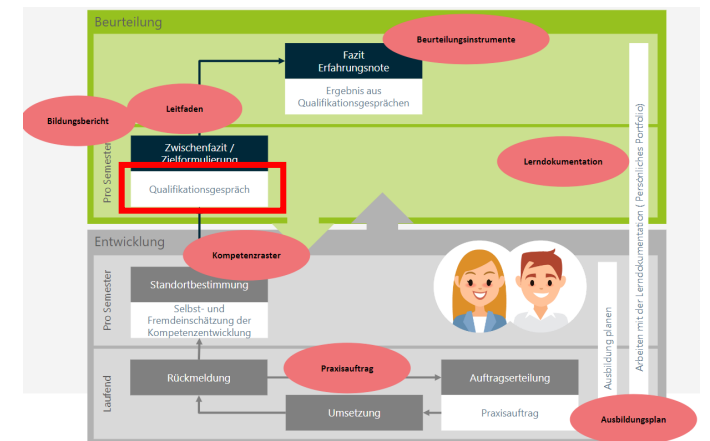 Beurteilung
Beurteilungsinstrumente
Fazit
Erfahrungsnote
Ergebnis aus
Qualifikationsgesprächen
Leitfaden
Bildungsbericht
Pro Semester
Zwischenfazit /
Zielformulierung
Qualifikationsgespräch
Lerndokumentation
Arbeiten mit der Lerndokumentation ( Persönliches Portfolio)
Entwicklung
Kompetenzraster
Pro Semester
Standortbestimmung
Selbst- und
Fremdeinschätzung der
Kompetenzentwicklung
Ausbildung planen
Laufend
Rückmeldung
Praxisauftrag
Auftragserteilung
Umsetzung
Praxisauftrag
Ausbildungsplan